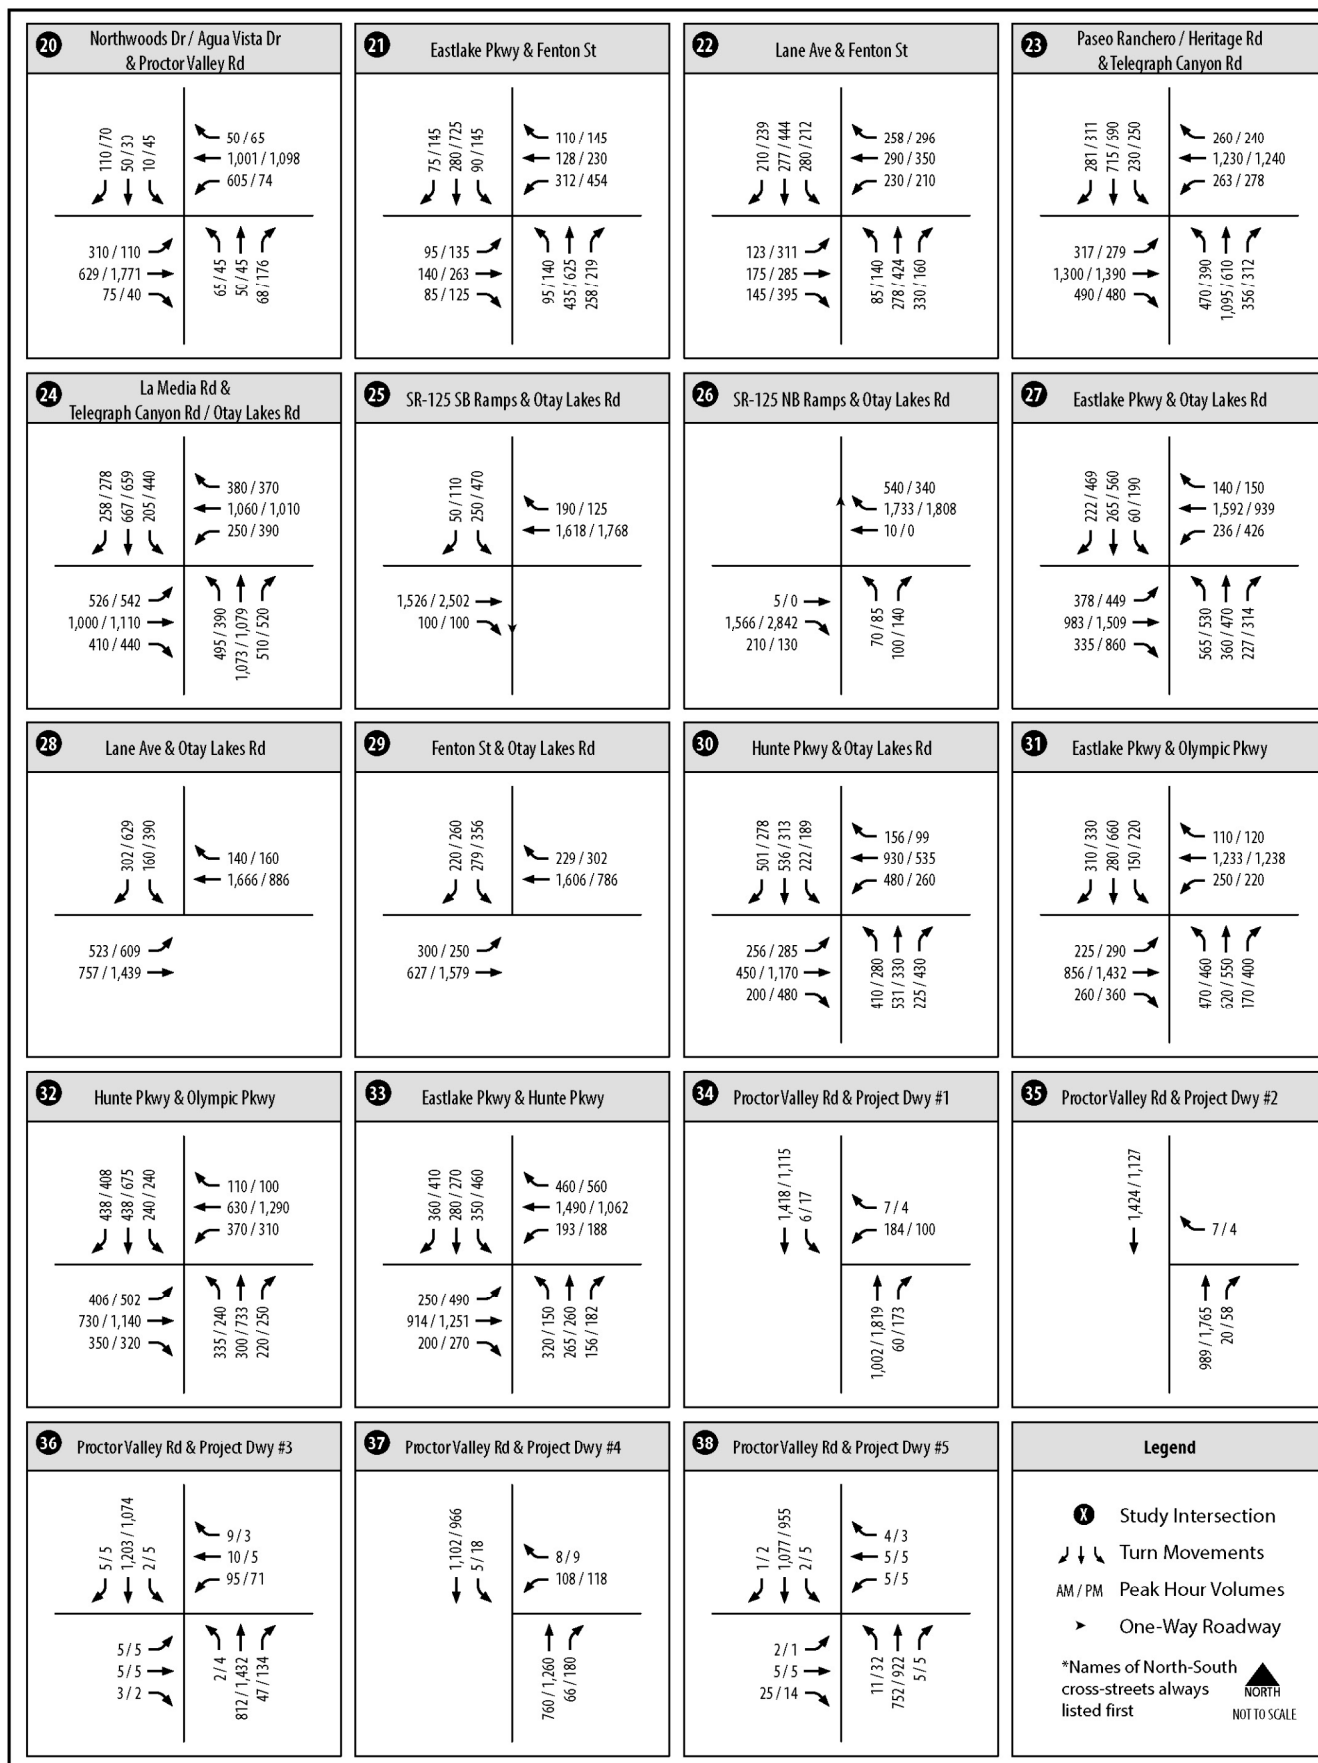 20
Northwoods Dr / Agua Vista Dr
& Proctor Valley Rd
110 / 70
50 / 30
10 / 45
50 / 65
1,001 / 1,098
605 / 74
310 / 110
629 / 1,771
75 / 40
65 / 45
50 / 45
68 / 176
21
Eastlake Pkwy & Fenton St
75 / 145
280 / 725
90 / 145
110 / 145
128 / 230
312 / 454
95 / 135
140 / 263
85 / 125
95 / 140
435 / 625
258 / 219
22
Lane Ave & Fenton St
210 / 239
277 / 444
280 / 212
258 / 296
290 / 350
230 / 210
123 / 311
175 / 285
145 / 395
85 / 140
278 / 424
330 / 160
23
Paseo Ranchero / Heritage Rd
& Telegraph Canyon Rd
281 / 311
715 / 590
230 / 250
260 / 240
1,230 / 1,240
263 / 278
317 / 279
1,300 / 1,390
490 / 480
470 / 390
1,095 / 610
356 / 312
24
La Media Rd &
Telegraph Canyon Rd / Otay Lakes Rd
258 / 278
667 / 659
205 / 440
380 / 370
1,060 / 1,010
250 / 390
526 / 542
1,000 / 1,110
410 / 440
495 / 390
1,073 / 1,079
510 / 520
25
SR-125 SB Ramps & Otay Lakes Rd
50 / 110
250 / 470
190 / 125
1,618 / 1,768
1,526 / 2,502
100 / 100
26
SR-125 NB Ramps & Otay Lakes Rd
540 / 340
1,733 / 1,808
10 / 0
5 / 0
1,566 / 2,842
210 / 130
70 / 85
100 / 140
27
Eastlake Pkwy & Otay Lakes Rd
222 / 469
265 / 560
60 / 190
140 / 150
1,592 / 939
236 / 426
378 / 449
983 / 1,509
335 / 860
565 / 530
360 / 470
227 / 314
28
Lane Ave & Otay Lakes Rd
302 / 629
160 / 390
140 / 160
1,666 / 886
523 / 609
757 / 1,439
29
Fenton St & Otay Lakes Rd
220 / 260
279 / 356
229 / 302
1,606 / 786
300 / 250
627 / 1,579
30
Hunte Pkwy & Otay Lakes Rd
501 / 278
536 / 313
222 / 189
156 / 99
930 / 535
480 / 260
256 / 285
450 / 1,170
200 / 480
410 / 280
531 / 330
225 / 430
31
Eastlake Pkwy & Olympic Pkwy
310 / 330
280 / 660
150 / 220
110 / 120
1,233 / 1,238
250 / 220
225 / 290
856 / 1,432
260 / 360
470 / 460
620 / 550
170 / 400
32
Hunte Pkwy & Olympic Pkwy
438 / 408
438 / 675
240 / 240
110 / 100
630 / 1,290
370 / 310
406 / 502
730 / 1,140
350 / 320
335 / 240
300 / 733
220 / 250
33
Eastlake Pkwy & Hunte Pkwy
360 / 410
280 / 270
350 / 460
460 / 560
1,490 / 1,062
193 / 188
250 / 490
914 / 1,251
200 / 270
320 / 150
265 / 260
156 / 182
34
Proctor Valley Rd & Project Dwy #1
1,418 / 1,115
6 / 17
7 / 4
184 / 100
1,002 / 1,819
60 / 173
35
Proctor Valley Rd & Project Dwy #2
1,424 / 1,127
7 / 4
989 / 1,765
20 / 58
36
Proctor Valley Rd & Project Dwy #3
5 / 5
1,203 / 1,074
2 / 5
9 / 3
10 / 5
95 / 71
5 / 5
5 / 5
3 / 2
2 / 4
812 / 1,432
47 / 134
37
Proctor Valley Rd & Project Dwy #4
1,102 / 966
5 / 18
8 / 9
108 / 118
760 / 1,260
66 / 180
38
Proctor Valley Rd & Project Dwy #5
1 / 2
1,077 / 955
2 / 5
4 / 3
5 / 5
5 / 5
2 / 1
5 / 5
25 / 14
11 / 32
752 / 922
5 / 5
Legend
X Study Intersection
Turn Movements
AM / PM Peak Hour Volumes
One-Way Roadway
*Names of North-South
cross-streets always
listed first
NORTH
NOT TO SCALE